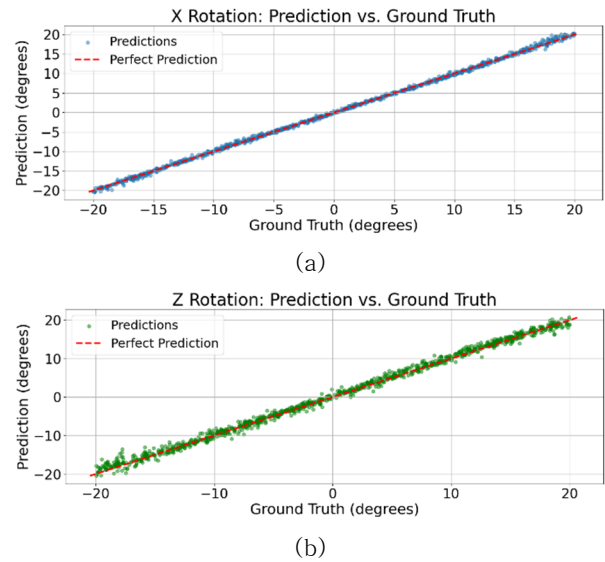 X Rotation: Prediction vs. Ground Truth
Predictions
Perfect Prediction
Prediction (degrees)
20
15
10
5
0
−5
−10
−15
−20
−20 −15 −10 −5 0 5 10 15 20
Ground Truth (degrees)
(a)
Z Rotation: Prediction vs. Ground Truth
Predictions
Perfect Prediction
Prediction (degrees)
20
10
0
−10
−20
−20 −10 0 10 20
Ground Truth (degrees)
(b)